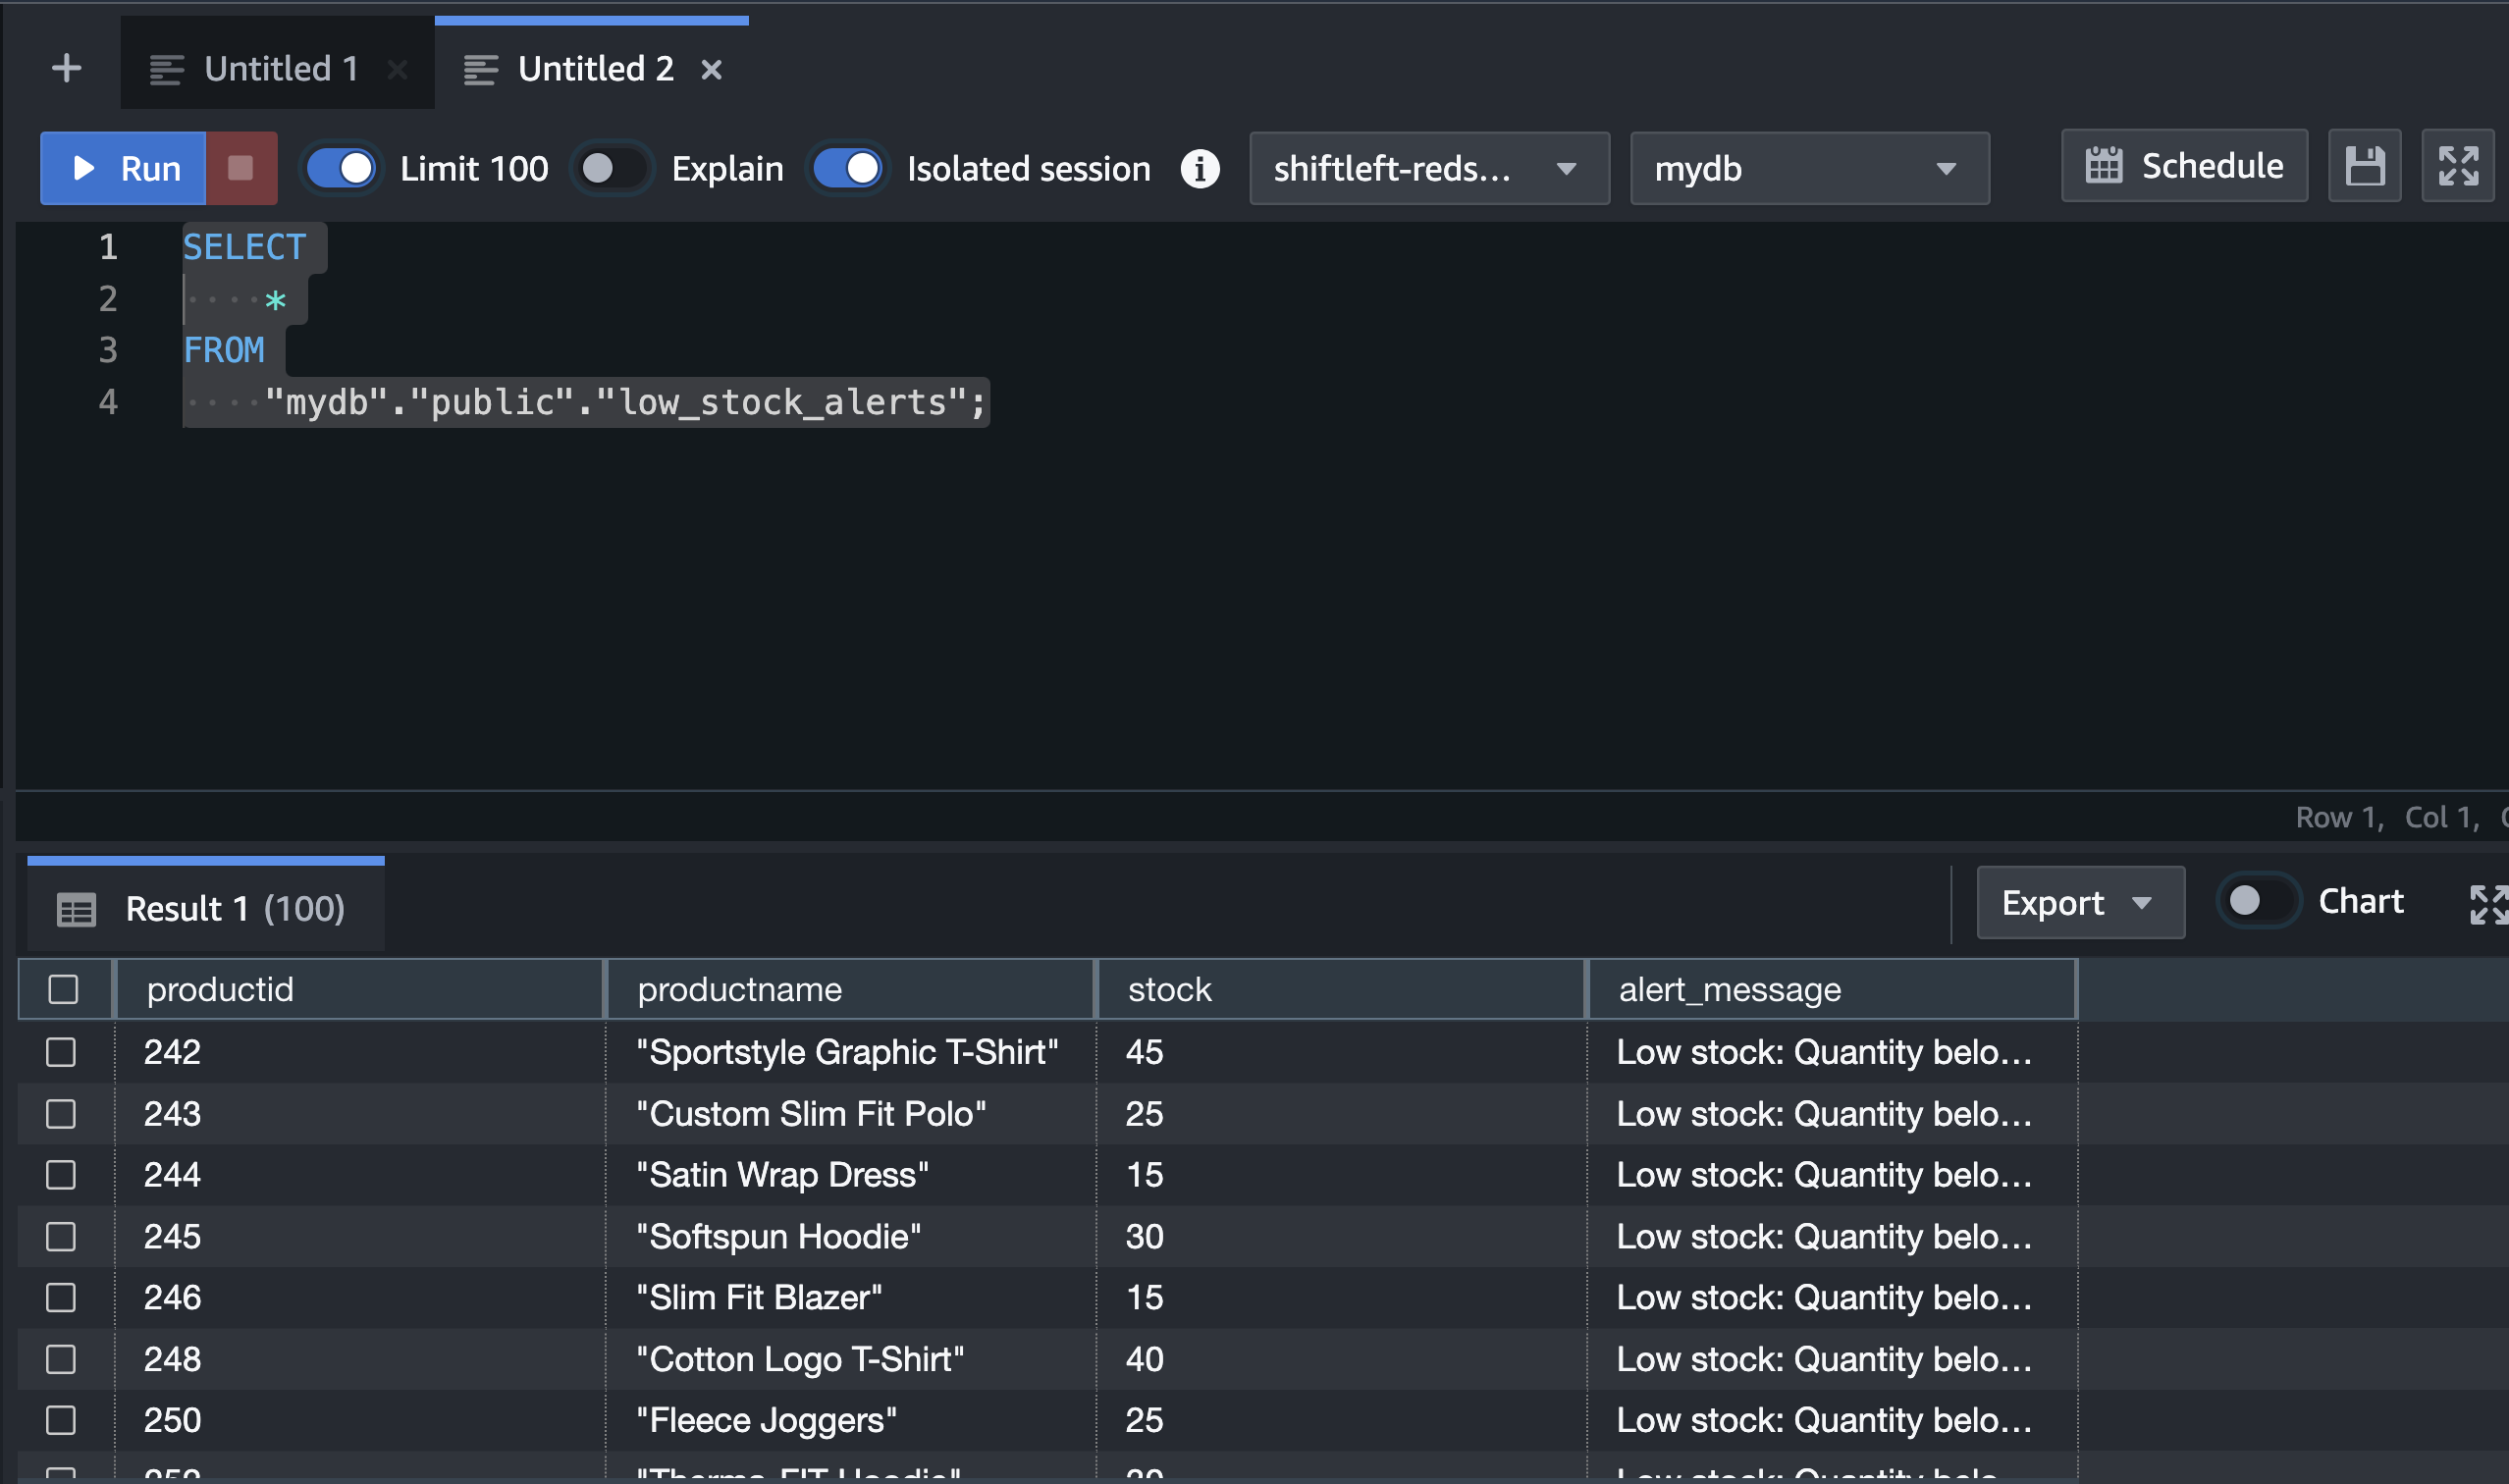 + Untitled 1 × Untitled 2 ×
Run Limit 100 Explain Isolated session i shiftleft-reds... mydb Schedule
1 SELECT
2 ····*
3 FROM
4 ····"mydb"."public"."low_stock_alerts";
Row 1, Col 1,
Result 1 (100) Export Chart
productid productname stock alert_message
242 "Sportstyle Graphic T-Shirt" 45 Low stock: Quantity belo...
243 "Custom Slim Fit Polo" 25 Low stock: Quantity belo...
244 "Satin Wrap Dress" 15 Low stock: Quantity belo...
245 "Softspun Hoodie" 30 Low stock: Quantity belo...
246 "Slim Fit Blazer" 15 Low stock: Quantity belo...
248 "Cotton Logo T-Shirt" 40 Low stock: Quantity belo...
250 "Fleece Joggers" 25 Low stock: Quantity belo...